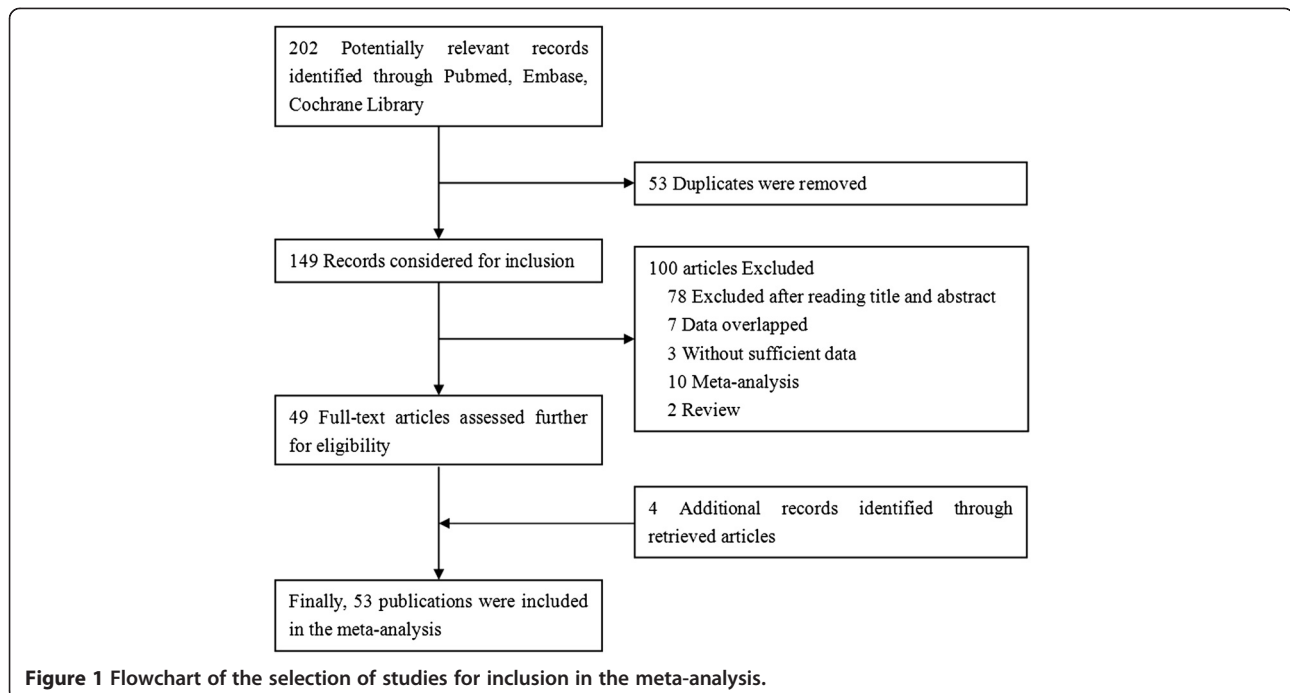 202 Potentially relevant records
identified through Pubmed, Embase,
Cochrane Library
53 Duplicates were removed
149 Records considered for inclusion
100 articles Excluded
78 Excluded after reading title and abstract
7 Data overlapped
3 Without sufficient data
10 Meta-analysis
2 Review
49 Full-text articles assessed further
for eligibility
4 Additional records identified through
retrieved articles
Finally, 53 publications were included
in the meta-analysis
Figure 1 Flowchart of the selection of studies for inclusion in the meta-analysis.